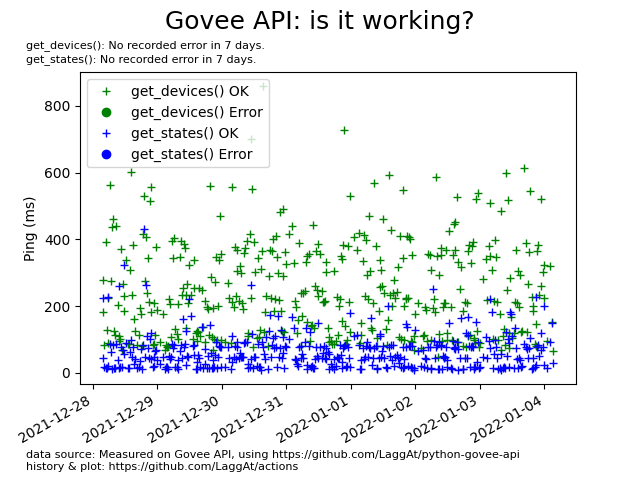 Govee API: is it working?
get_devices(): No recorded error in 7 days.
get_states(): No recorded error in 7 days.
get_devices() OK
get_devices() Error
get_states() OK
get_states() Error
Ping (ms)
800
600
400
200
0
2021-12-28
2021-12-29
2021-12-30
2021-12-31
2022-01-01
2022-01-02
2022-01-03
2022-01-04
data source: Measured on Govee API, using https://github.com/LaggAt/python-govee-api
history & plot: https://github.com/LaggAt/actions